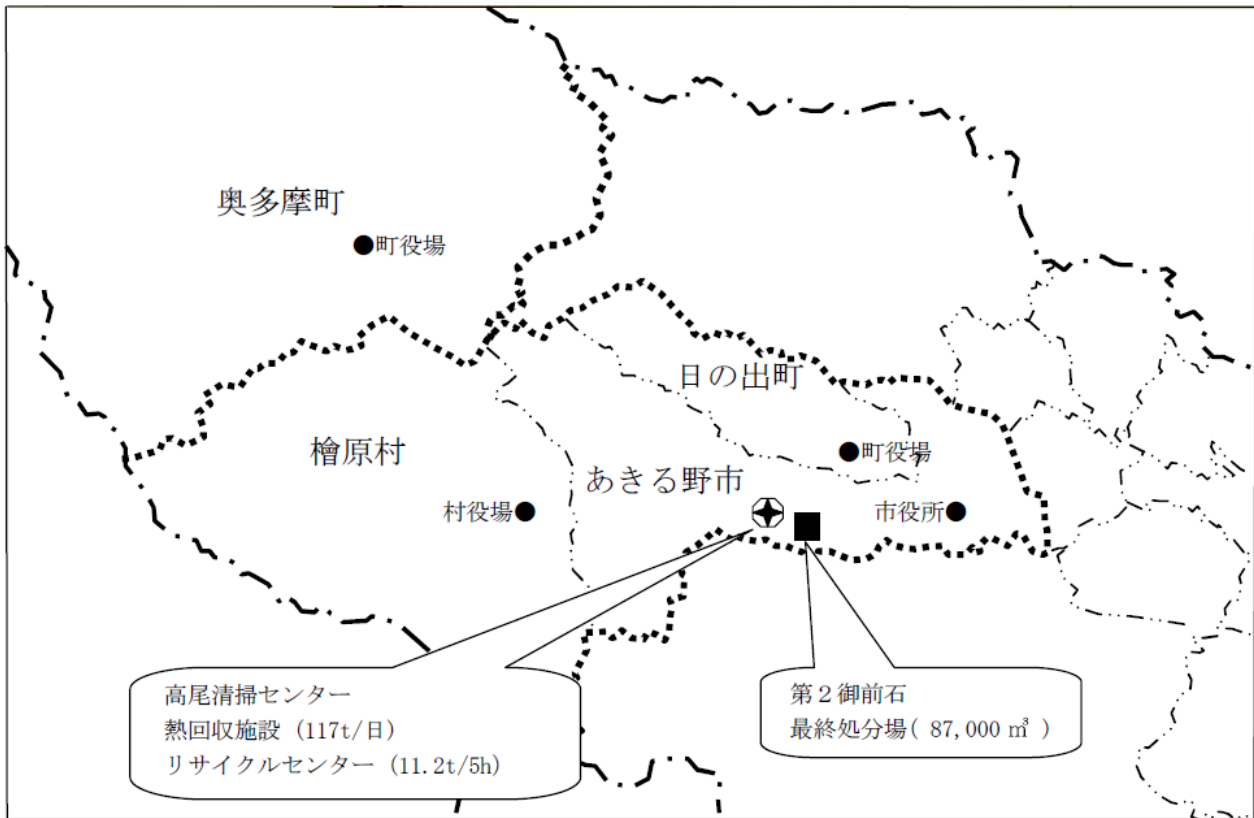 奥多摩町
●町役場
日の出町
檜原村
●町役場
あきる野市
村役場●
市役所●
高尾清掃センター
熱回収施設 (117t/日)
リサイクルセンター (11.2t/5h)
第２御前石
最終処分場( 87,000 ㎥ )